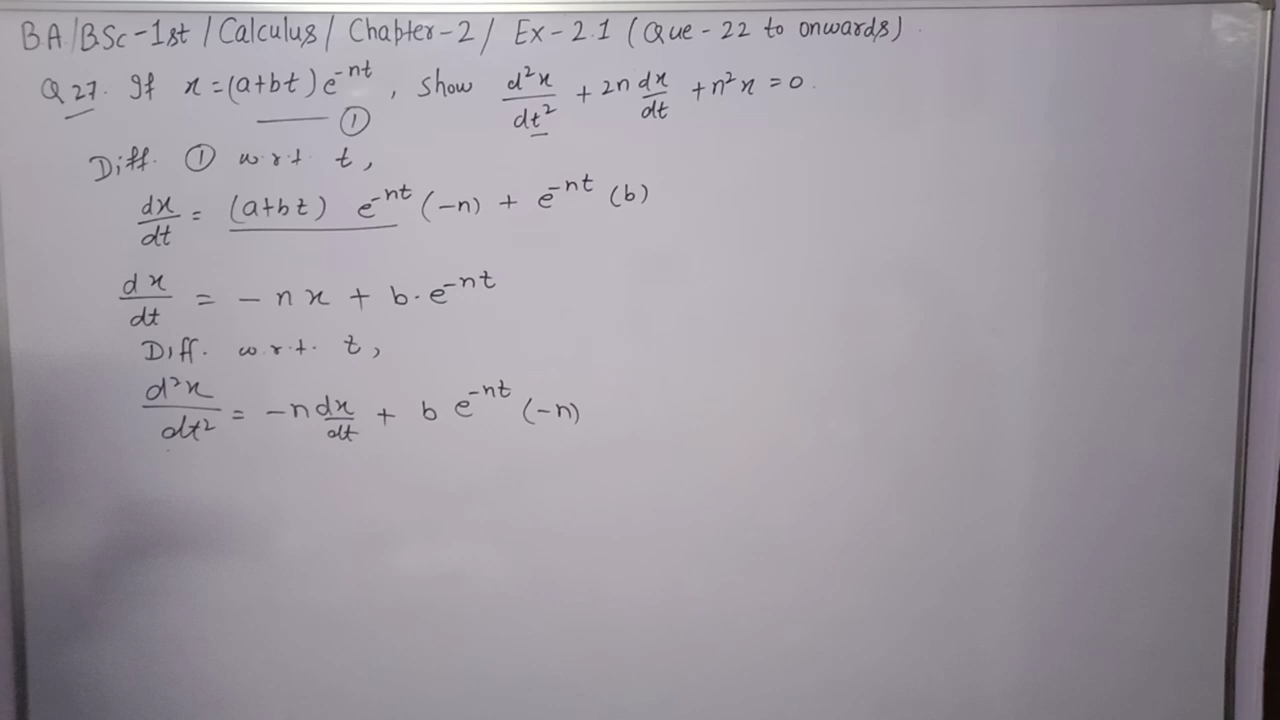 BA/BSc-1st / Calculus / Chapter-2 / Ex-2.1 (Que-22 to onwards)
Q27. If x=(a+bt)e^-nt, show d²x/dt² + 2n dx/dt + n²x = 0.
①
Diff. ① w.r.t. t,
dx/dt = (a+bt) e^-nt (-n) + e^-nt (b)
dx/dt = -nx + b.e^-nt
Diff. w.r.t. t,
d²x/dt² = -n dx/dt + b e^-nt (-n)